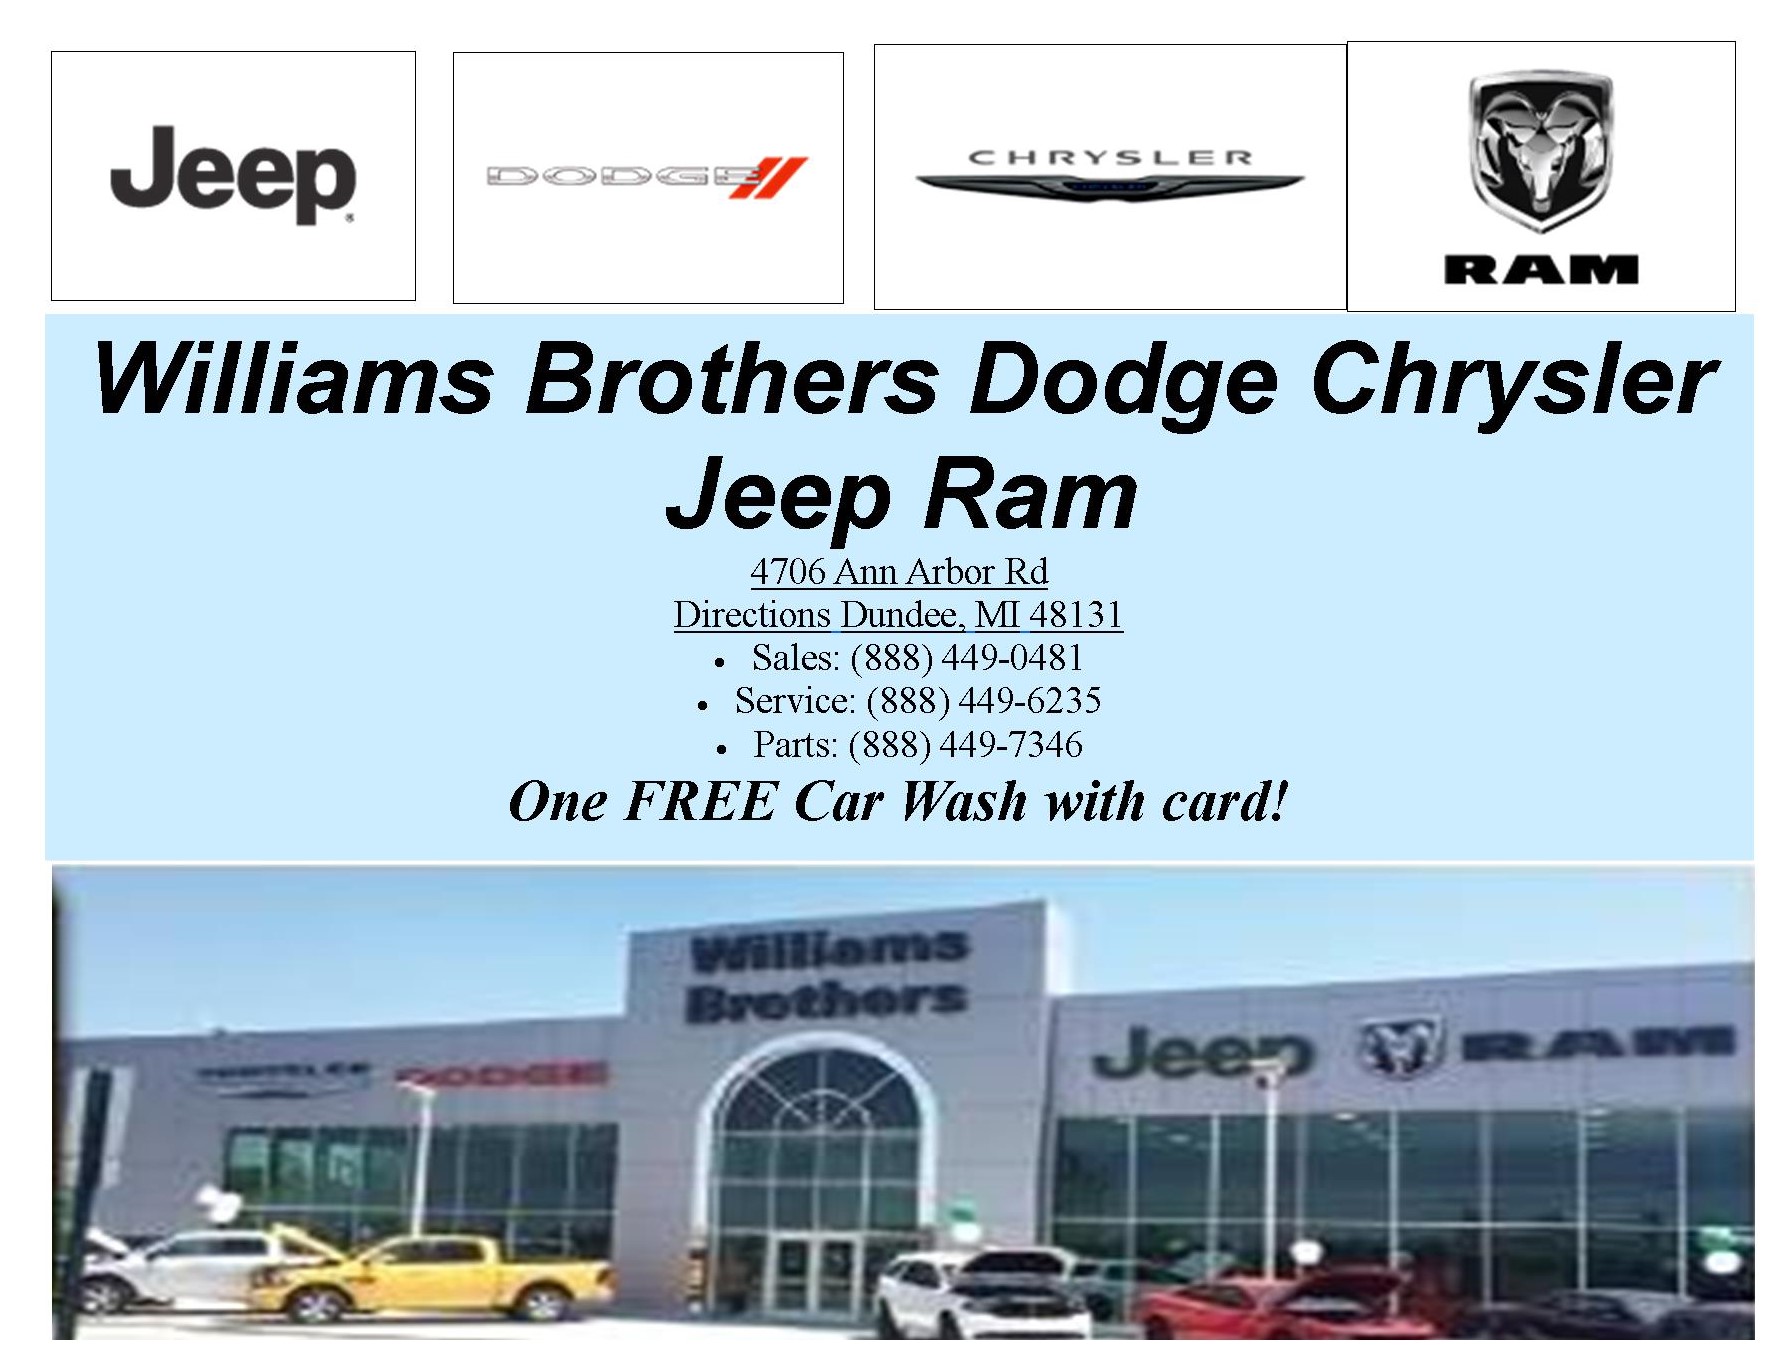 Jeep
DODGE
CHRYSLER
RAM
Williams Brothers Dodge Chrysler
Jeep Ram
4706 Ann Arbor Rd
Directions Dundee, MI 48131
• Sales: (888) 449-0481
• Service: (888) 449-6235
• Parts: (888) 449-7346
One FREE Car Wash with card!
Williams
Brothers
CHRYSLER DODGE
Jeep RAM